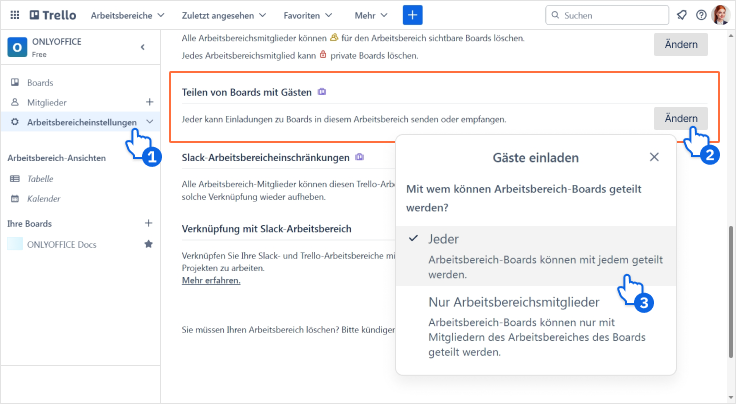 Trello
Arbeitsbereiche
Zuletzt angesehen
Favoriten
Mehr
+
Suchen
ONLYOFFICE
Free
Boards
Mitglieder
Arbeitsbereicheinstellungen
1
Arbeitsbereich-Ansichten
Tabelle
Kalender
Ihre Boards
ONLYOFFICE Docs
Alle Arbeitsbereichsmitglieder können für den Arbeitsbereich sichtbare Boards löschen.
Jedes Arbeitsbereichsmitglied kann private Boards löschen.
Ändern
Teilen von Boards mit Gästen
Jeder kann Einladungen zu Boards in diesem Arbeitsbereich senden oder empfangen.
Ändern
2
Slack-Arbeitsbereicheinschränkungen
Alle Arbeitsbereich-Mitglieder können diesen Trello-Arbe
solche Verknüpfung wieder aufheben.
Verknüpfung mit Slack-Arbeitsbereich
Verknüpfen Sie Ihre Slack- und Trello-Arbeitsbereiche mi
Projekten zu arbeiten.
Mehr erfahren.
Sie müssen Ihren Arbeitsbereich löschen? Bitte kündigen
Gäste einladen
Mit wem können Arbeitsbereich-Boards geteilt
werden?
Jeder
Arbeitsbereich-Boards können mit jedem geteilt
werden.
3
Nur Arbeitsbereichsmitglieder
Arbeitsbereich-Boards können nur mit
Mitgliedern des Arbeitsbereiches des Boards
geteilt werden.